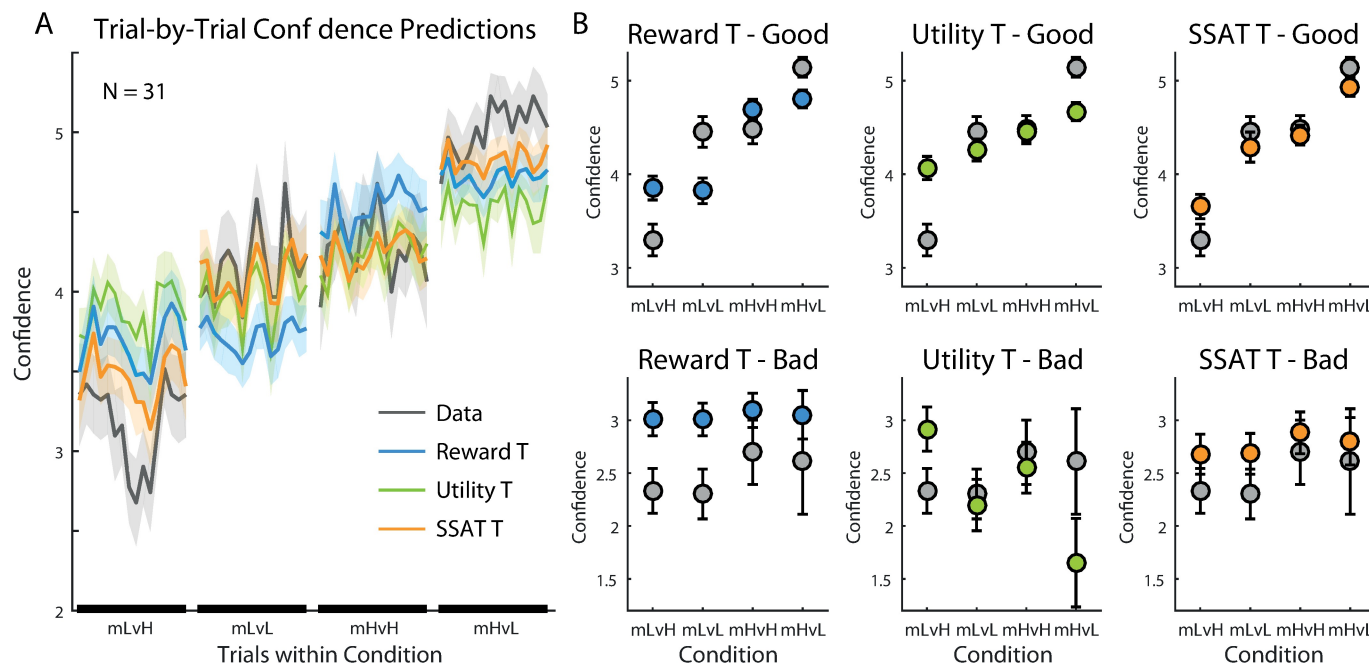 A
Trial-by-Trial Conf dence Predictions
N = 31
Confidence
5
4
3
2
Data
Reward T
Utility T
SSAT T
mLvH
mLvL
mHvH
mHvL
Trials within Condition
B
Reward T - Good
Confidence
5
4
3
mLvH mLvL mHvH mHvL
Utility T - Good
Confidence
5
4
3
mLvH mLvL mHvH mHvL
SSAT T - Good
Confidence
5
4
3
mLvH mLvL mHvH mHvL
Reward T - Bad
Confidence
3
2.5
2
1.5
mLvH mLvL mHvH mHvL
Condition
Utility T - Bad
Confidence
3
2.5
2
1.5
mLvH mLvL mHvH mHvL
Condition
SSAT T - Bad
Confidence
3
2.5
2
1.5
mLvH mLvL mHvH mHvL
Condition